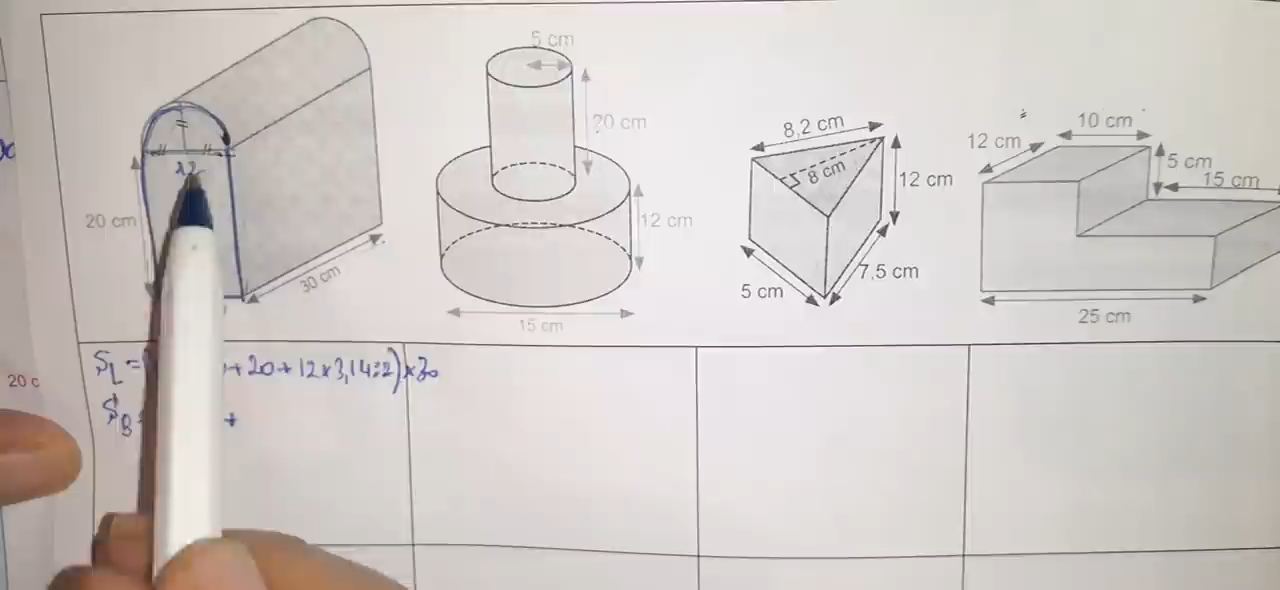 5 cm
20 cm
12 cm
15 cm
12
20 cm
30 cm
8,2 cm
8 cm
12 cm
7,5 cm
5 cm
10 cm
12 cm
5 cm
15 cm
25 cm
20 c
S_L = + 20 + 12 x 3,14 : 2) x 30
S_B +